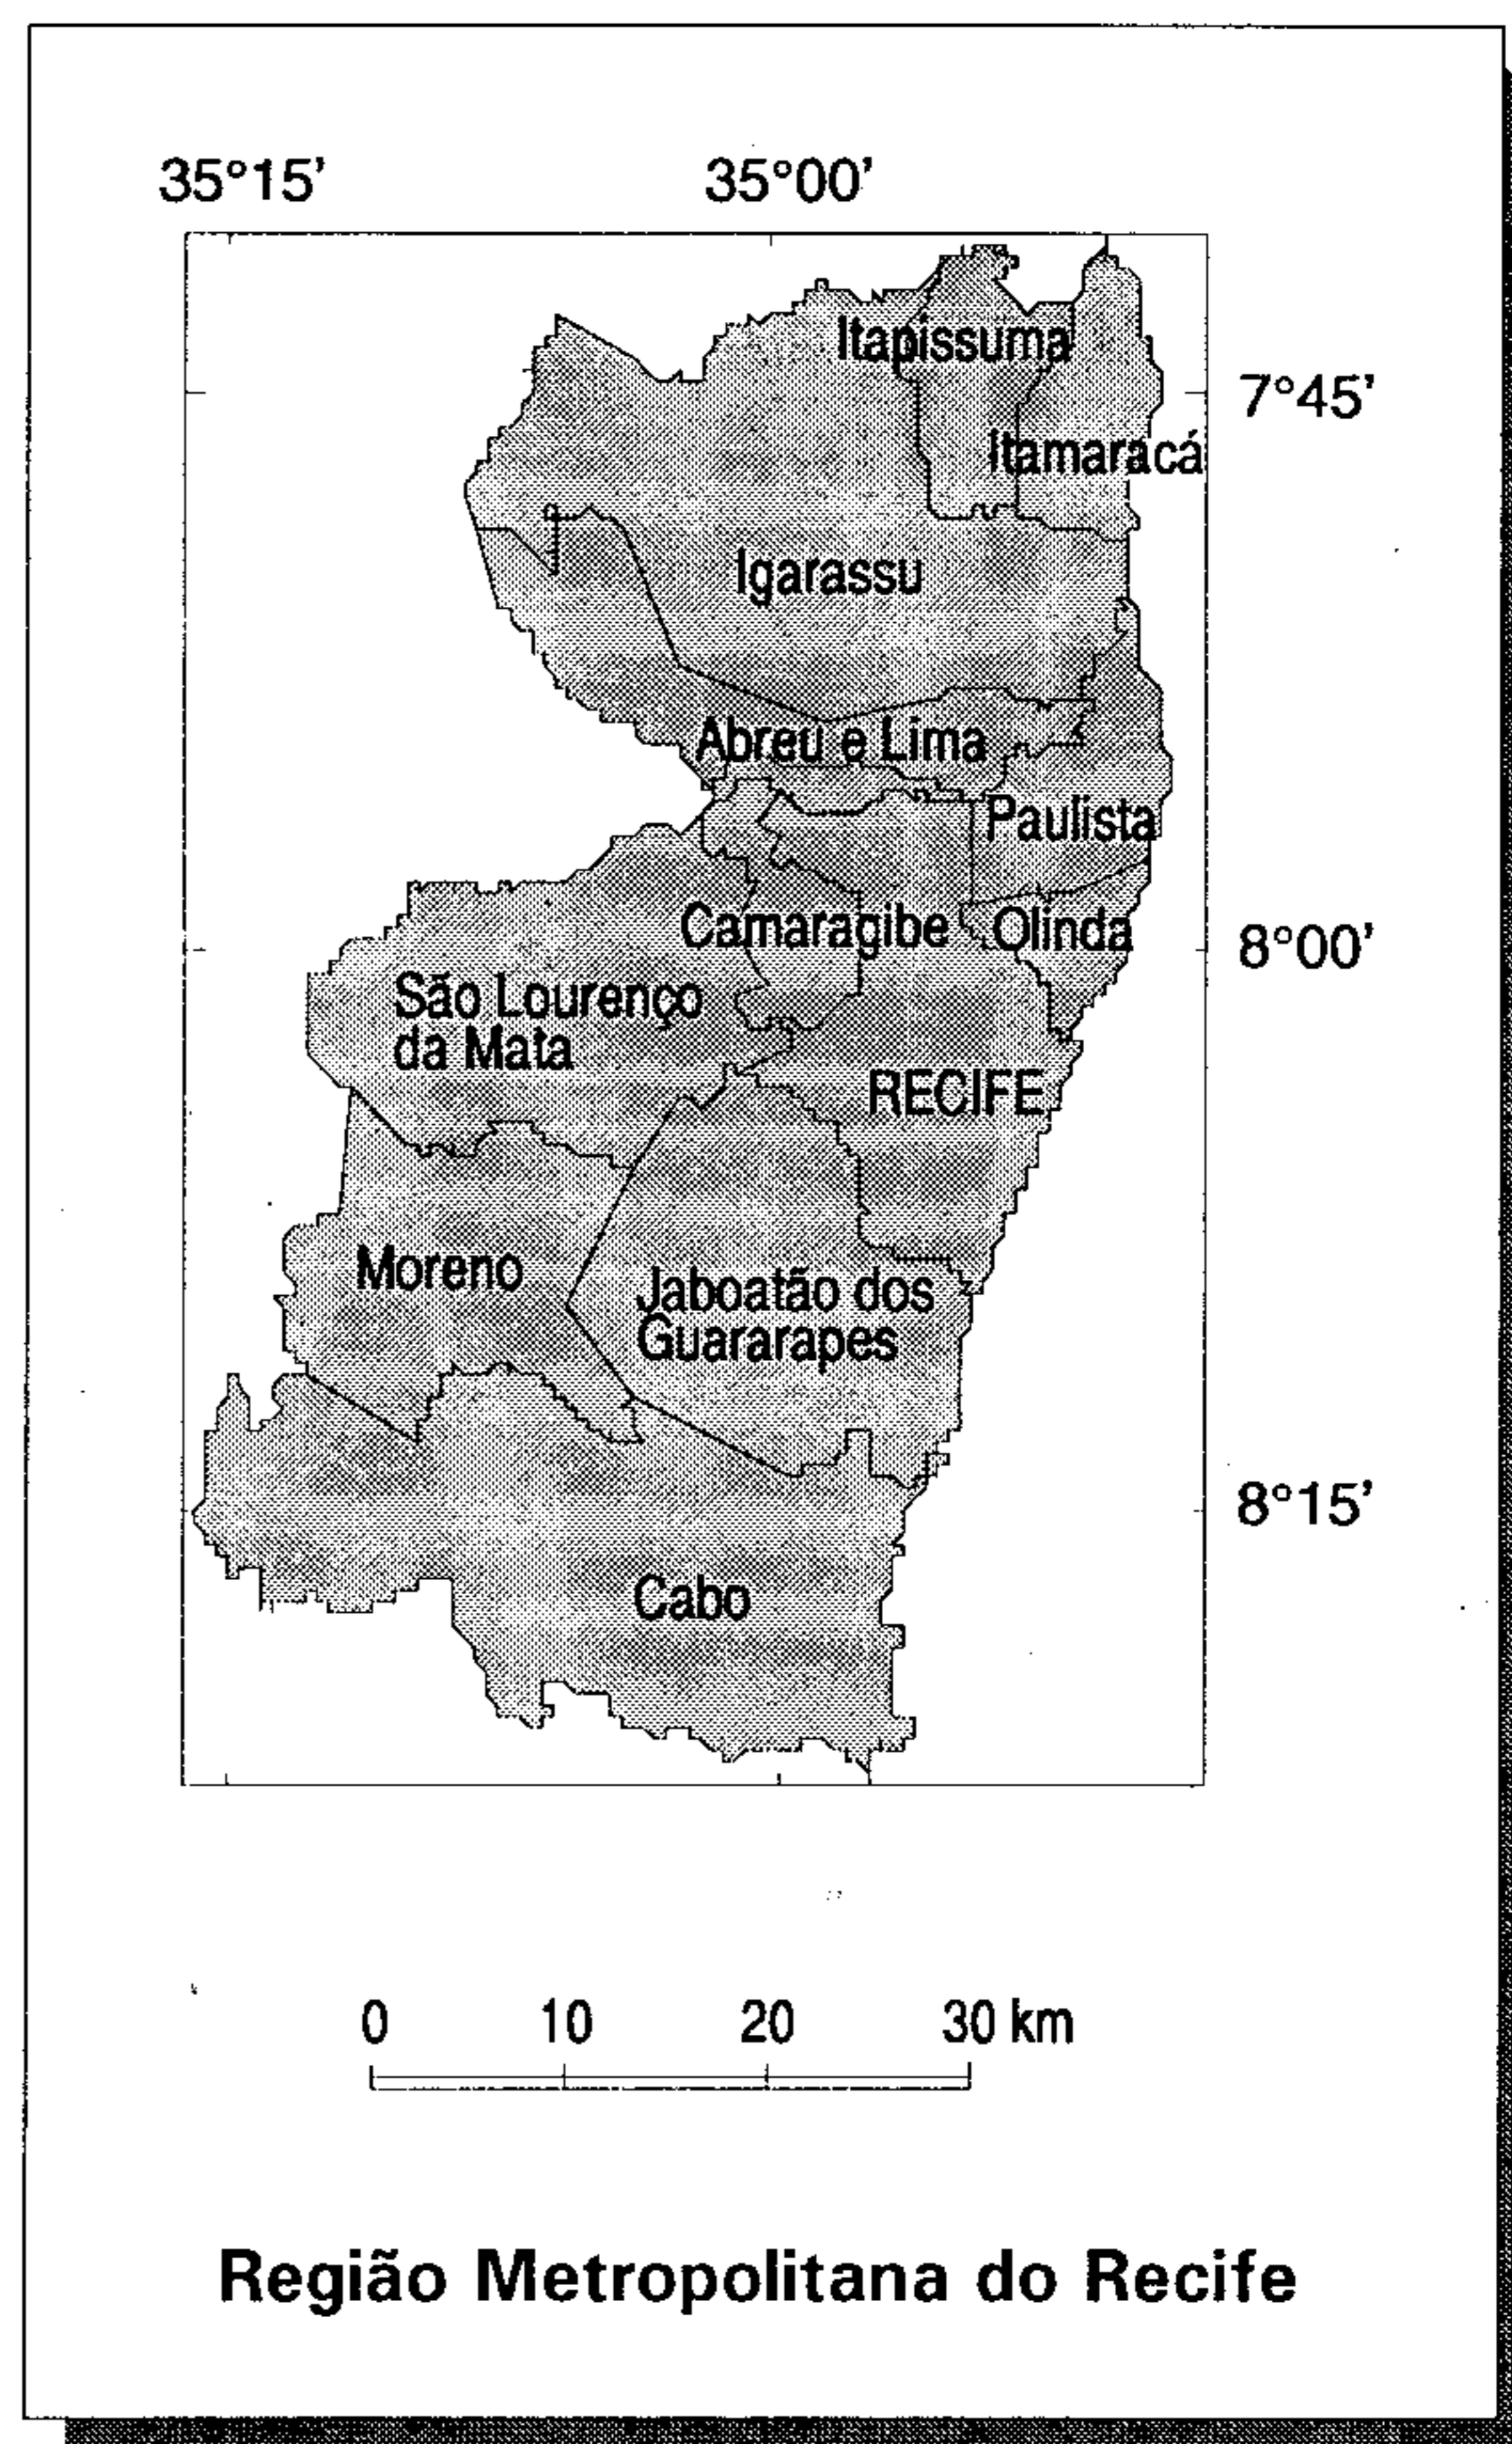 35°15’
35°00’
Itapissuma
7°45’
Itamaracá
Igarassu
Abreu e Lima
Paulista
Camaragibe
Olinda
8°00’
São Lourenço
da Mata
RECIFE
Moreno
Jaboatão dos
Guararapes
8°15’
Cabo
0 10 20 30 km
Região Metropolitana do Recife